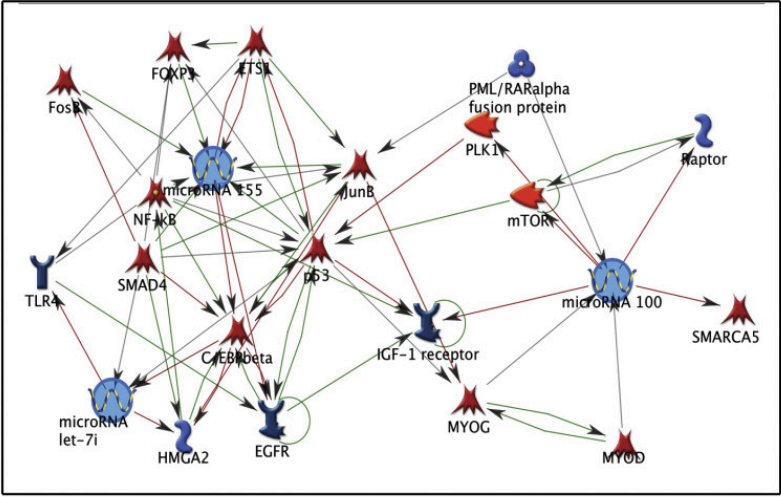 FOXP3
ETS1
FosB
PML/RARalpha
fusion protein
PLK1
Raptor
microRNA 155
JunB
NF-kB
mTOR
p53
TLR4
SMAD4
microRNA 100
SMARCA5
C/EBPbeta
IGF-1 receptor
microRNA
let-7i
HMGA2
EGFR
MYOG
MYOD